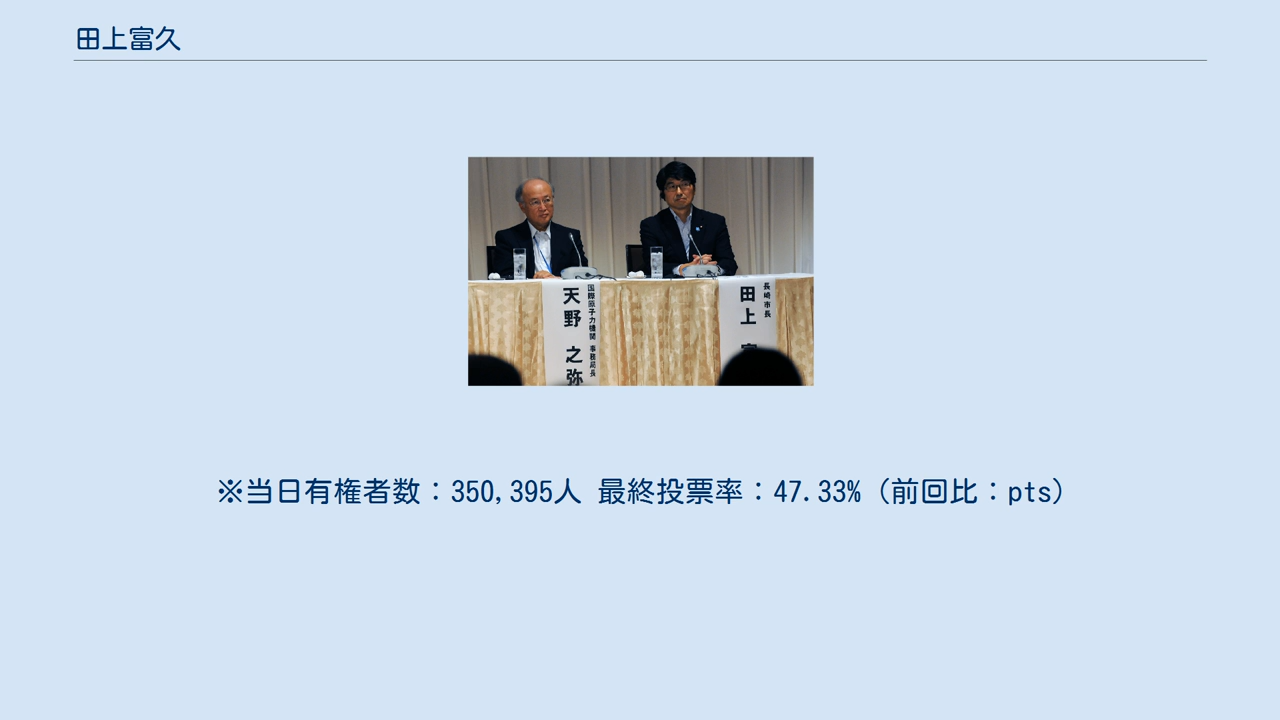 田上富久
国際原子力機関 事務局長
天野 之弥
長崎市長
田上
※当日有権者数：350,395人 最終投票率：47.33%（前回比：pts）